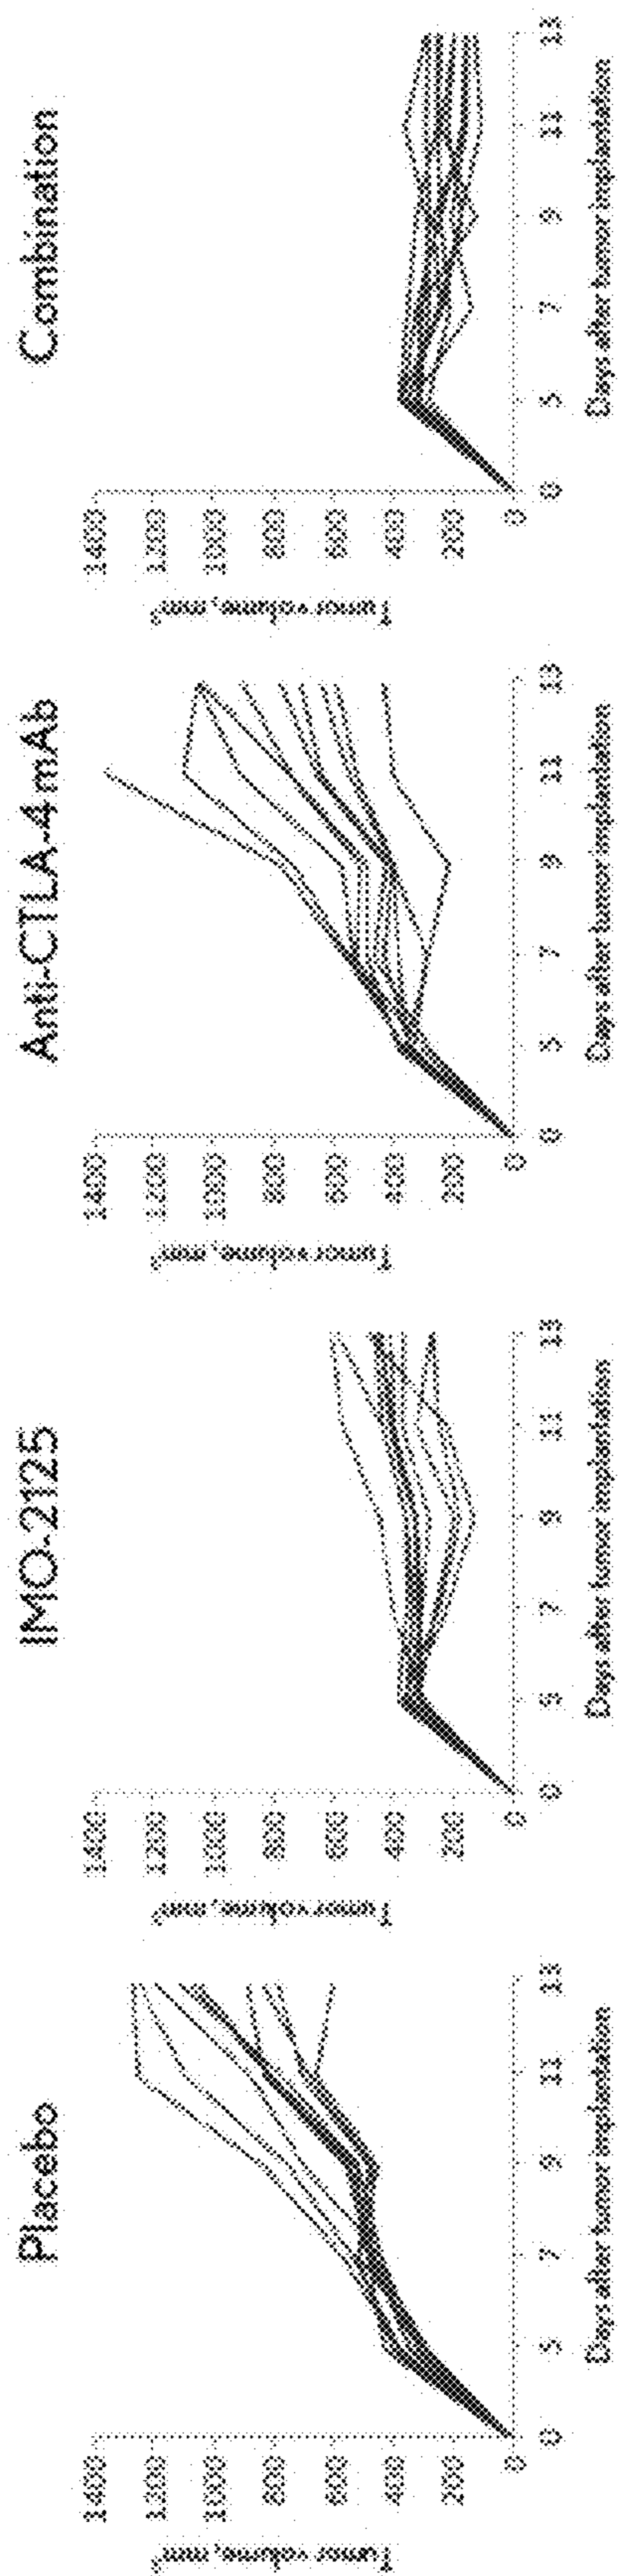 Placebo
Tumor volume, mm³
1400
1200
1000
800
600
400
200
0
0 5 7 9 11 13
Days after tumor implantation
IMO-2125
Tumor volume, mm³
1400
1200
1000
800
600
400
200
0
0 5 7 9 11 13
Days after tumor implantation
Anti-CTLA-4 mAb
Tumor volume, mm³
1400
1200
1000
800
600
400
200
0
0 5 7 9 11 13
Days after tumor implantation
Combination
Tumor volume, mm³
1400
1200
1000
800
600
400
200
0
0 5 7 9 11 13
Days after tumor implantation